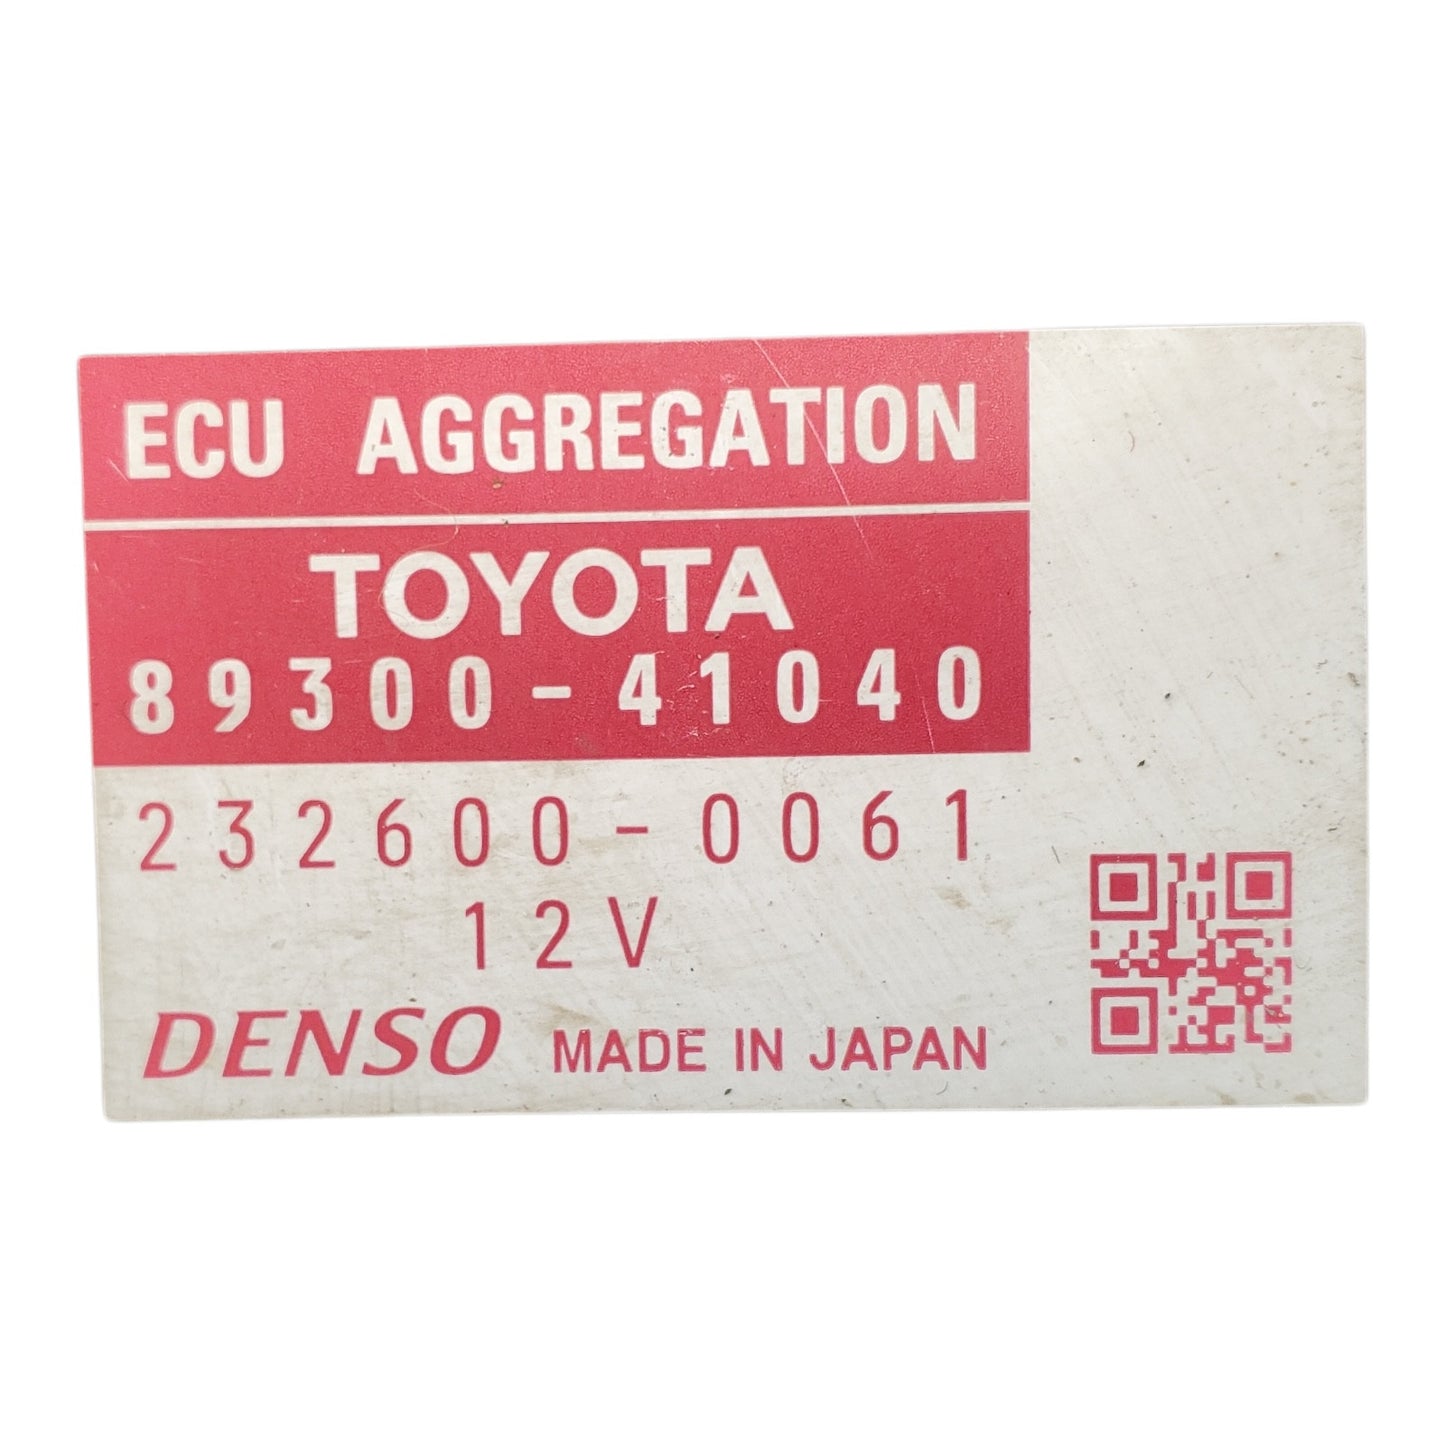 ECU AGGREGATION
TOYOTA
89300-41040
232600-0061
12V
DENSO MADE IN JAPAN